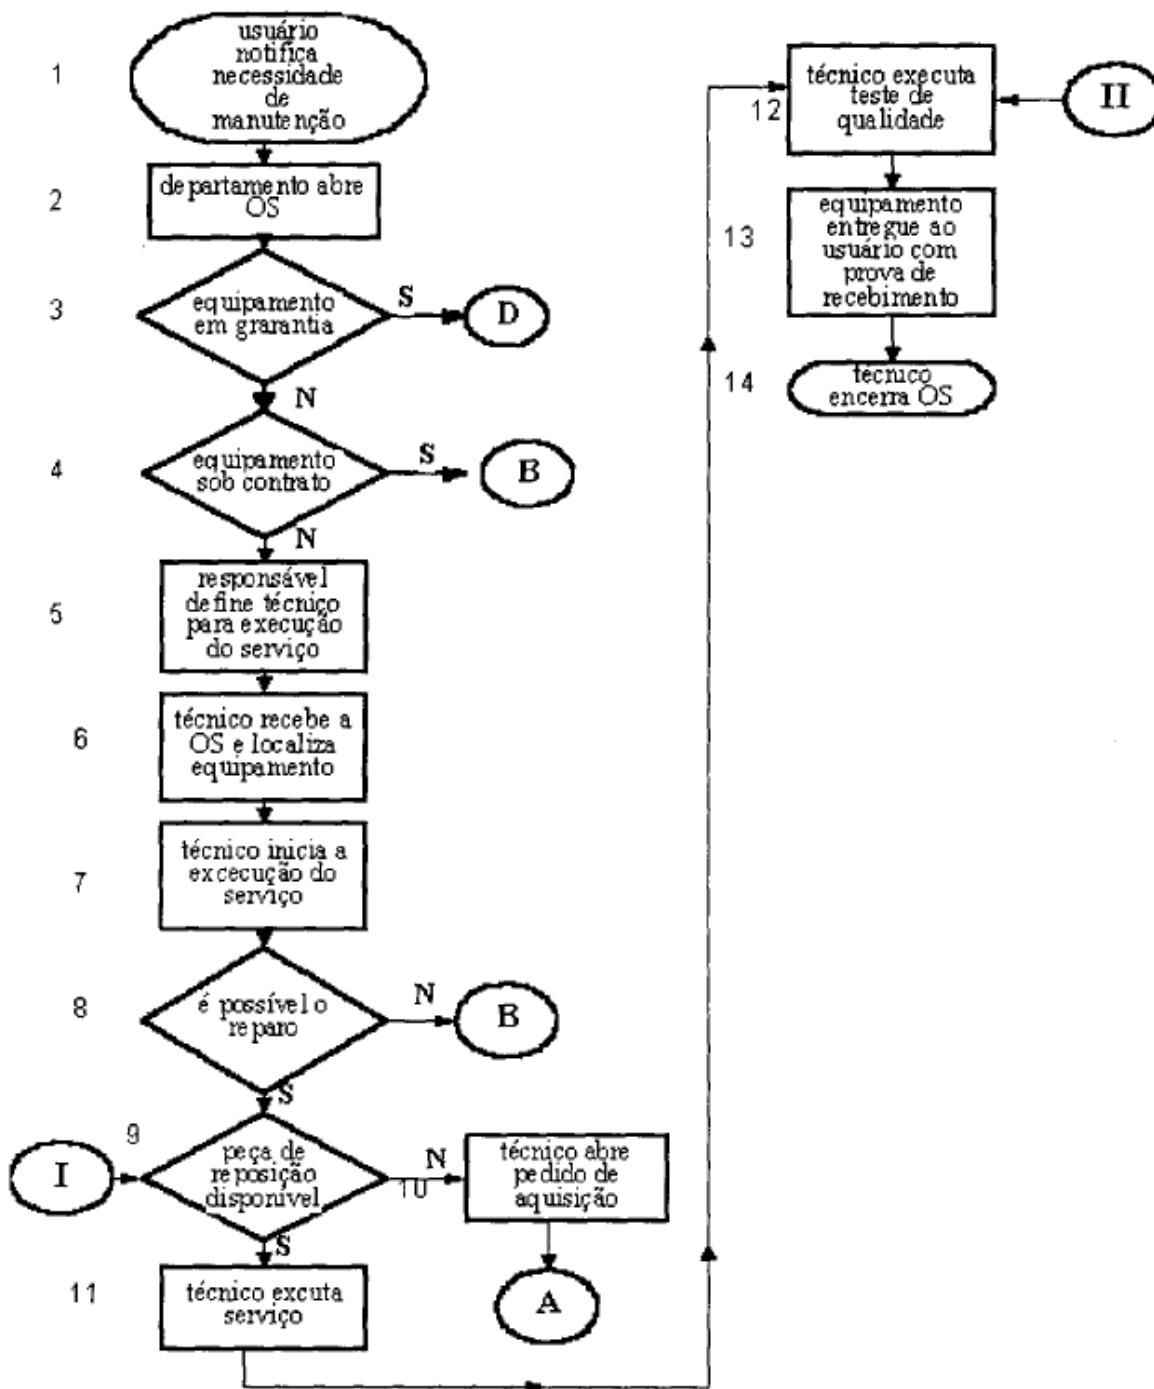 1
usuário
notifica
necessidade
de
manutenção
2
departamento abre
OS
3
equipamento
em grarantia
S
D
N
4
equipamento
sob contrato
S
B
N
5
responsável
define técnico
para execução
do serviço
6
técnico recebe a
OS e localiza
equipamento
7
técnico inicia a
excecução do
serviço
8
é possível o
reparo
N
B
S
9
I
peça de
reposição
disponivel
N
10
técnico abre
pedido de
aquisição
A
S
11
técnico excuta
serviço
12
técnico executa
teste de
qualidade
II
13
equipamento
entregue ao
usuário com
prova de
recebimento
14
técnico
encerra OS